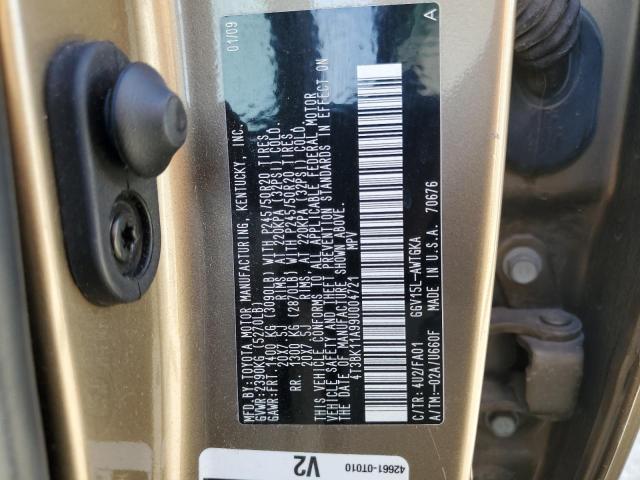 01/09
A
MFD. BY: TOYOTA MOTOR MANUFACTURING, KENTUCKY, INC.
GVWR: 2390KG (5270LB)
GAWR: FRT. 1400 KG (3090LB) WITH P245/50R20 TIRES,
20X7.5J RIMS, AT 220KPA (32PSI) COLD.
RR. 1300 KG (2870LB) WITH P245/50R20 TIRES,
20X7.5J RIMS, AT 220KPA (32PSI) COLD.
THIS VEHICLE CONFORMS TO ALL APPLICABLE FEDERAL MOTOR
VEHICLE SAFETY AND THEFT PREVENTION STANDARDS IN EFFECT ON
THE DATE OF MANUFACTURE SHOWN ABOVE.
4T3BK11A99U004721 MPV
C/TR: 4U2/FA01 GGV15L-AWTGKA
A/TM:-02A/U660F MADE IN U.S.A. 70676
V2
42661-0T010